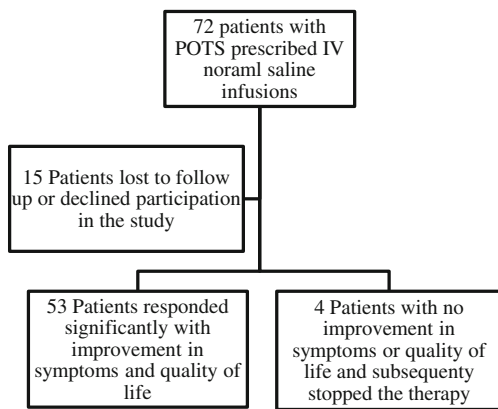 72 patients with
POTS prescribed IV
noraml saline
infusions
15 Patients lost to follow
up or declined participation
in the study
53 Patients responded
significantly with
improvement in
symptoms and quality of
life
4 Patients with no
improvement in
symptoms or quality of
life and subsequenty
stopped the therapy